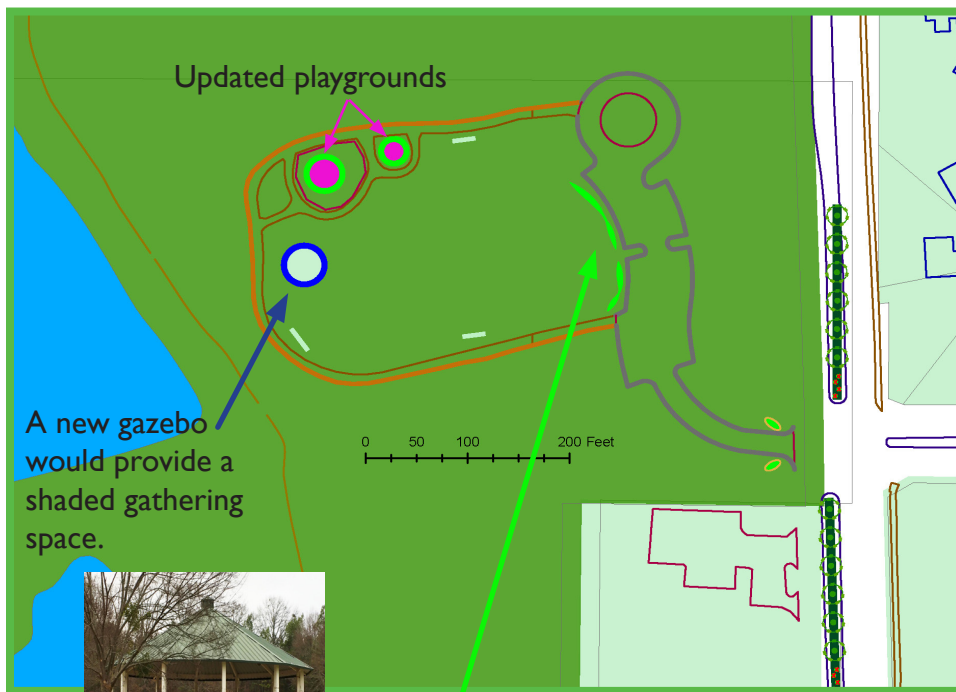 Updated playgrounds
A new gazebo
would provide a
shaded gathering
space.
0 50 100 200 Feet